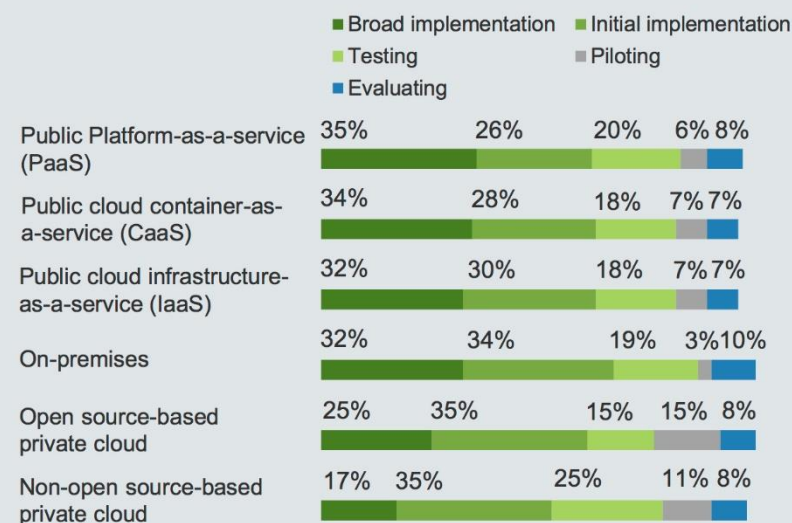 Broad implementation Initial implementation
Testing Piloting
Evaluating
Public Platform-as-a-service
(PaaS)
35% 26% 20% 6% 8%
Public cloud container-as-
a-service (CaaS)
34% 28% 18% 7% 7%
Public cloud infrastructure-
as-a-service (IaaS)
32% 30% 18% 7% 7%
On-premises
32% 34% 19% 3% 10%
Open source-based
private cloud
25% 35% 15% 15% 8%
Non-open source-based
private cloud
17% 35% 25% 11% 8%